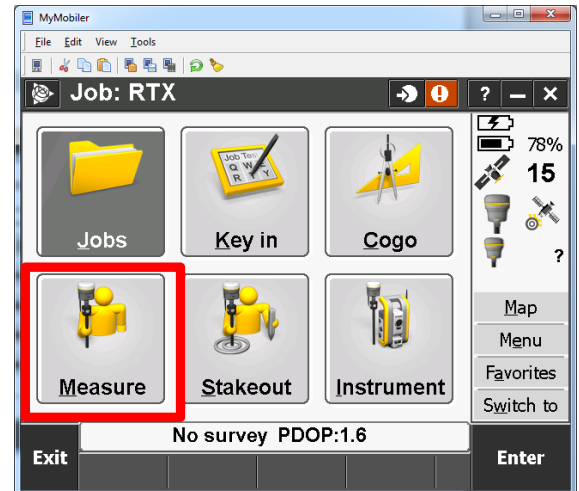 MyMobiler
File Edit View Tools
Job: RTX
? – ×
78%
15
?
Jobs
Key in
Cogo
Measure
Stakeout
Instrument
Map
Menu
Favorites
Switch to
No survey PDOP:1.6
Exit
Enter